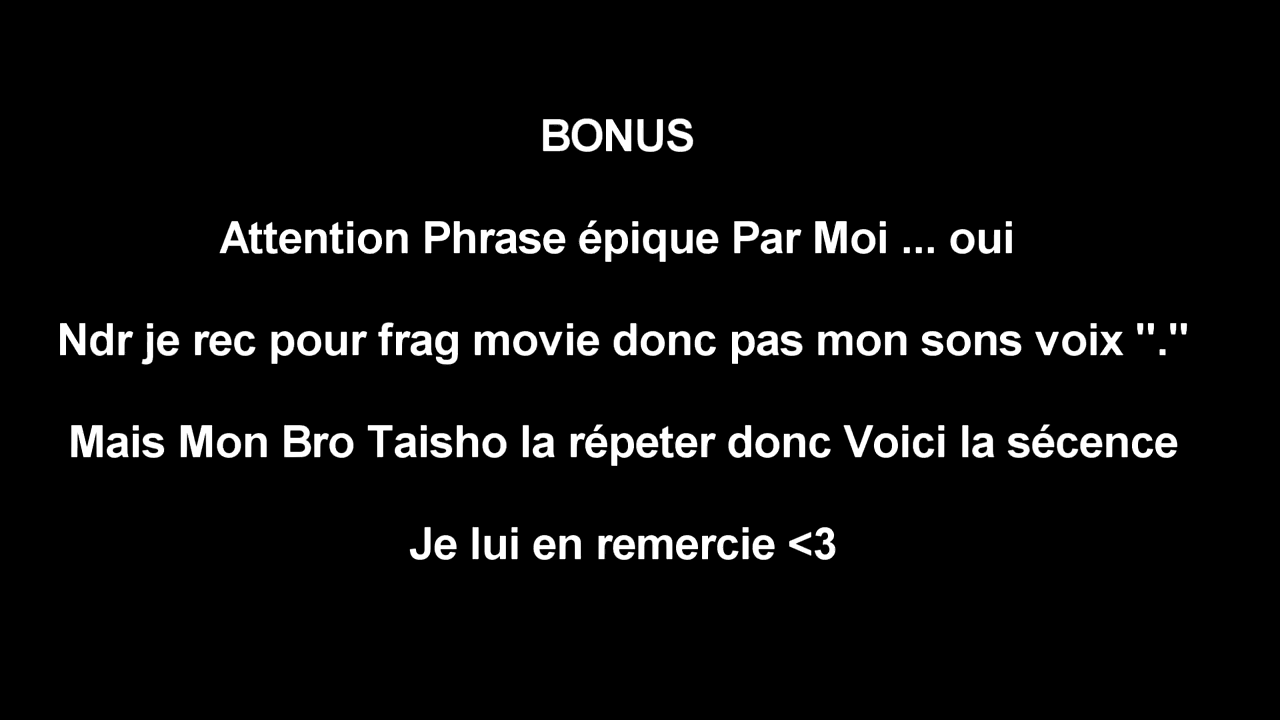 BONUS
Attention Phrase épique Par Moi ... oui
Ndr je rec pour frag movie donc pas mon sons voix "."
Mais Mon Bro Taisho la répeter donc Voici la sécence
Je lui en remercie <3